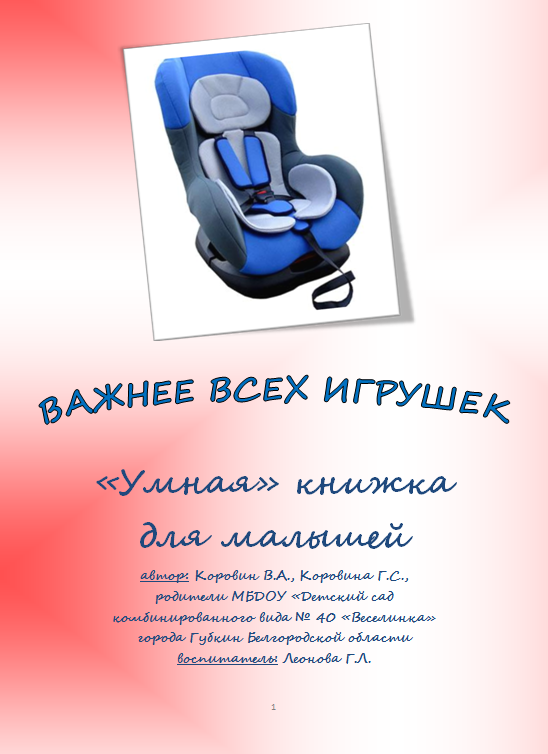 ВАЖНЕЕ ВСЕХ ИГРУШЕК
«Умная» книжка
для малышей
автор: Коровин В.А., Коровина Г.С.,
родители МБДОУ «Детский сад
комбинированного вида № 40 «Веселинка»
города Губкин Белгородской области
воспитатель: Леонова Г.Л.
1